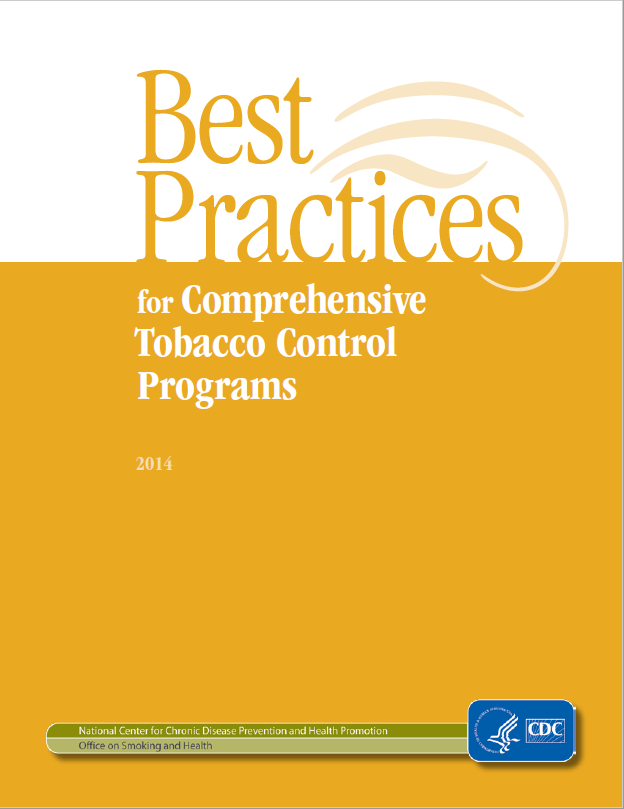 Best
Practices
for Comprehensive
Tobacco Control
Programs
2014
National Center for Chronic Disease Prevention and Health Promotion
Office on Smoking and Health
CDC